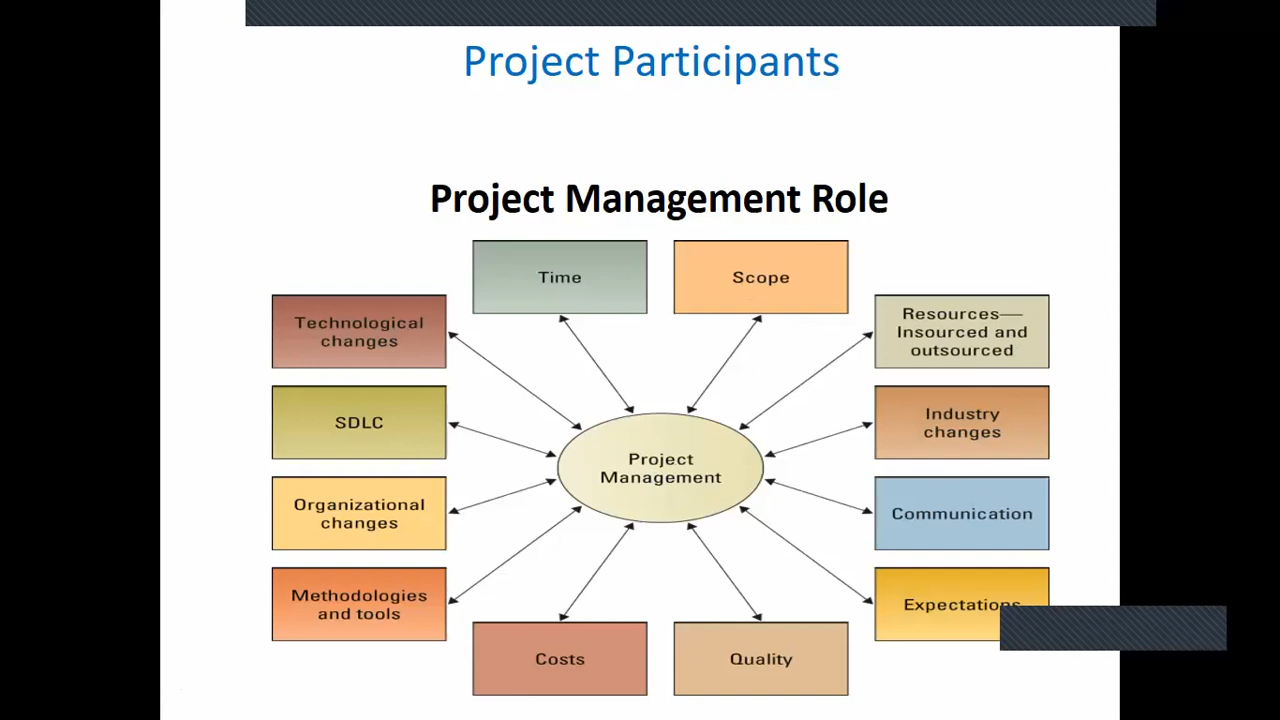 Project Participants
Project Management Role
Time
Scope
Technological
changes
Resources—
Insourced and
outsourced
SDLC
Industry
changes
Project
Management
Organizational
changes
Communication
Methodologies
and tools
Expectations
Costs
Quality